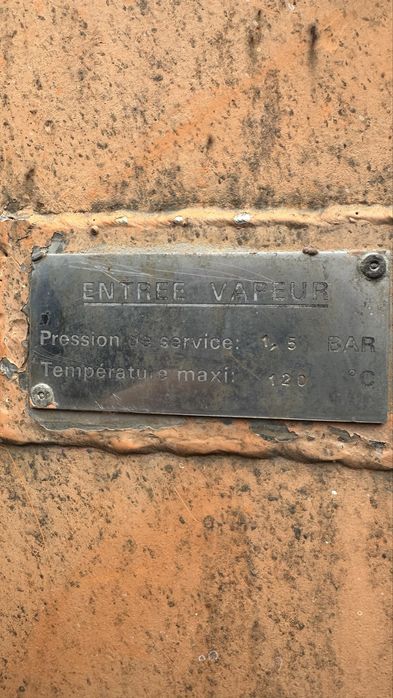 ENTREE VAPEUR
Pression de service: 1,5 BAR
Température maxi: 120 °C